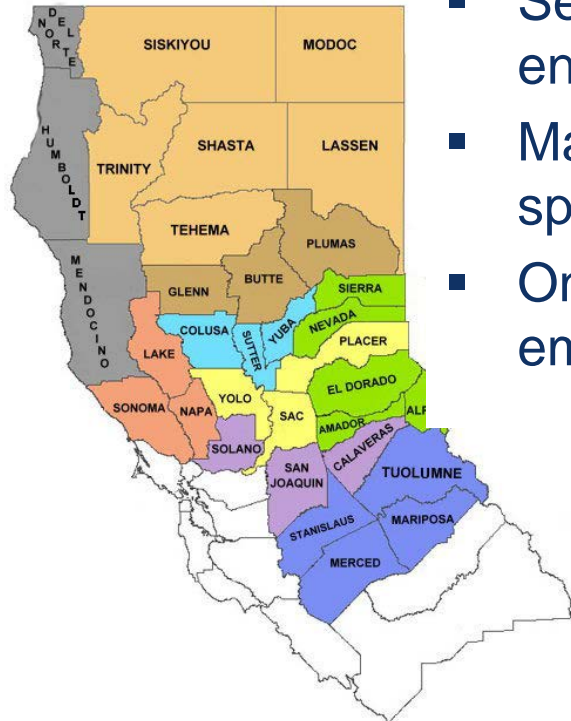 DEL
NORTE
SISKIYOU
MODOC
HUMBOLDT
TRINITY
SHASTA
LASSEN
TEHEMA
PLUMAS
MENDOCINO
GLENN
BUTTE
SIERRA
COLUSA
SUTTER
YUBA
NEVADA
PLACER
LAKE
EL DORADO
SONOMA
NAPA
YOLO
SAC
AMADOR
SOLANO
CALAVERAS
SAN
JOAQUIN
TUOLUMNE
STANISLAUS
MARIPOSA
MERCED